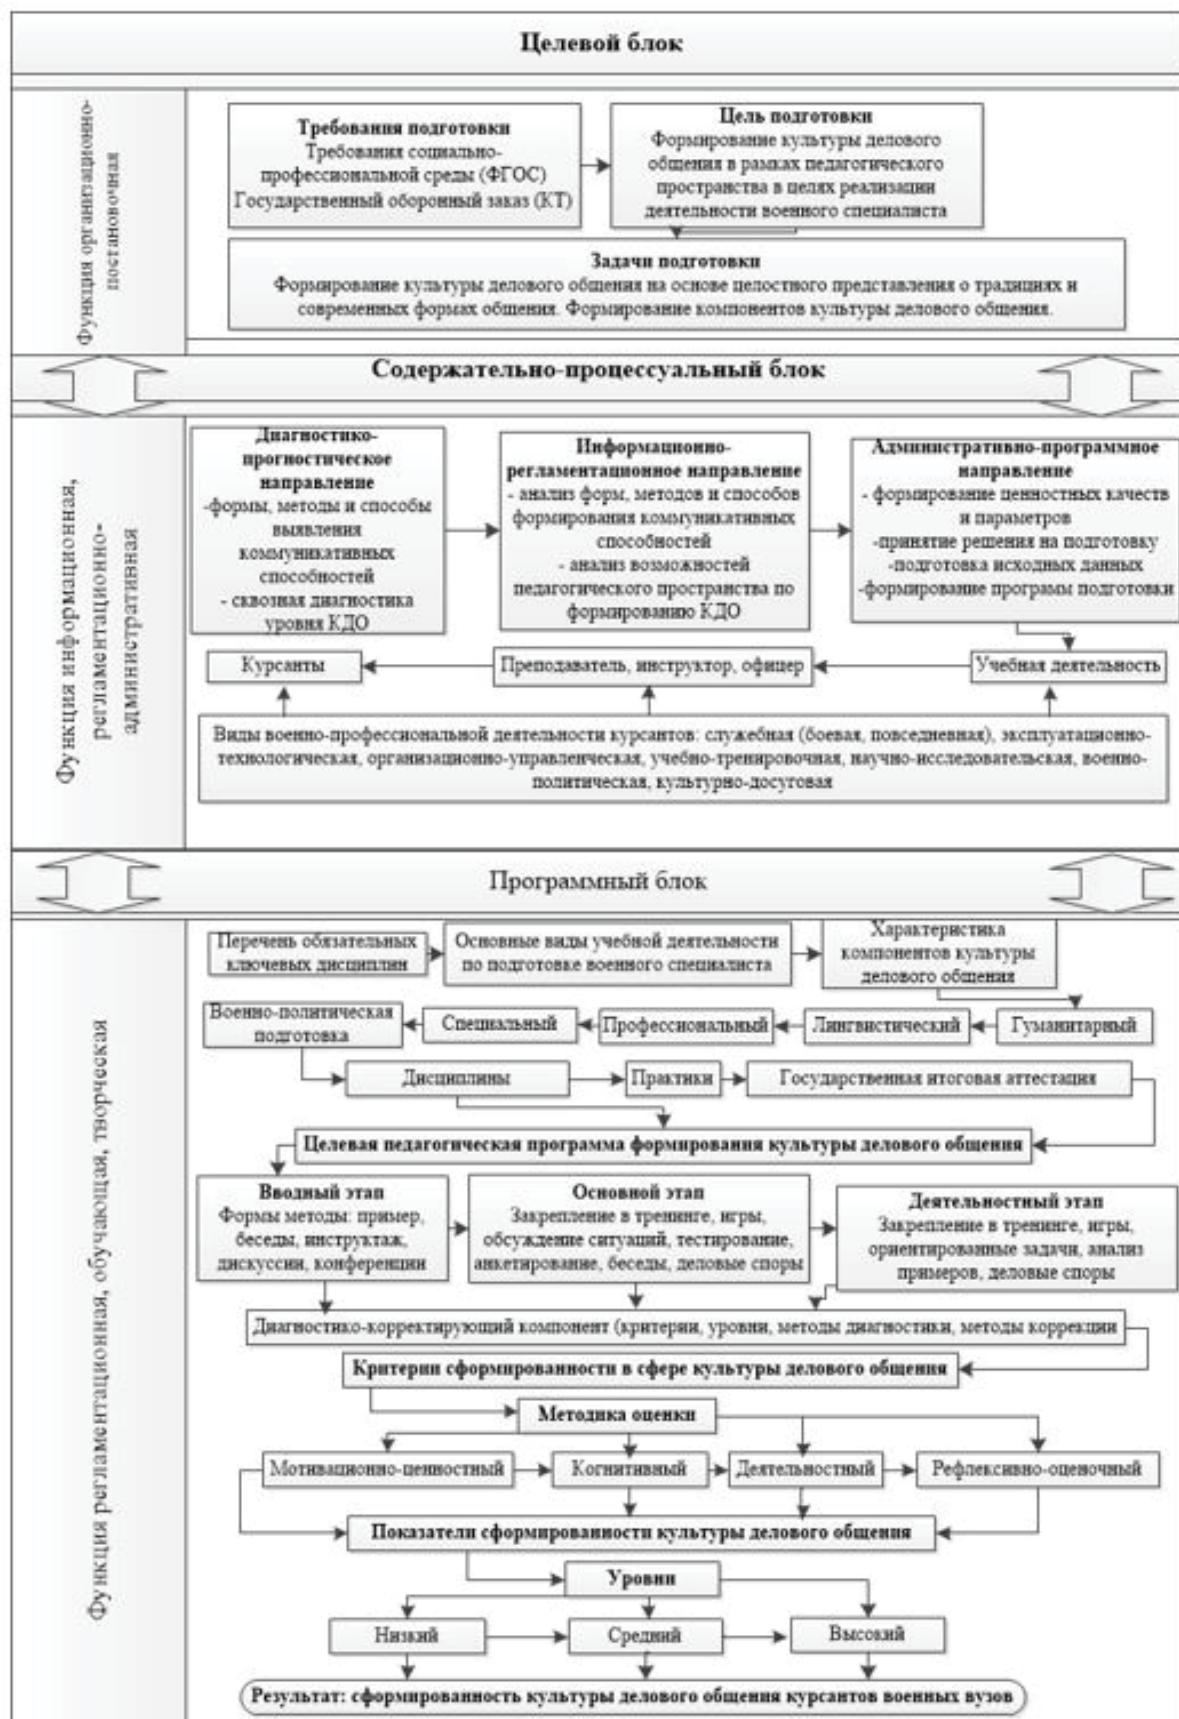 Целевой блок
Функция организационно-
постановочная
Требования подготовки
Требования социально-
профессиональной среды (ФГОС)
Государственный оборонный заказ (КТ)
Цель подготовки
Формирование культуры делового
общения в рамках педагогического
пространства в целях реализации
деятельности военного специалиста
Задачи подготовки
Формирование культуры делового общения на основе целостного представления о традициях и
современных формах общения. Формирование компонентов культуры делового общения.
Содержательно-процессуальный блок
Функция информационная,
регламентационно-
административная
Диагностико-
прогностическое
направление
-формы, методы и способы
выявления
коммуникативных
способностей
- сквозная диагностика
уровня КДО
Информационно-
регламентационное направление
- анализ форм, методов и способов
формирования коммуникативных
способностей
- анализ возможностей
педагогического пространства по
формированию КДО
Административно-программное
направление
- формирование ценностных качеств
и параметров
-принятие решения на подготовку
-подготовка исходных данных
-формирование программ подготовки
Курсанты
Преподаватель, инструктор, офицер
Учебная деятельность
Виды военно-профессиональной деятельности курсантов: служебная (боевая, повседневная), эксплуатационно-
технологическая, организационно-управленческая, учебно-тренировочная, научно-исследовательская, военно-
политическая, культурно-досуговая
Программный блок
Функция регламентационная, обучающая, творческая
Перечень обязательных
ключевых дисциплин
Основные виды учебной деятельности
по подготовке военного специалиста
Характеристика
компонентов культуры
делового общения
Военно-политическая
подготовка
Специальный
Профессиональный
Лингвистический
Гуманитарный
Дисциплины
Практики
Государственная итоговая аттестация
Целевая педагогическая программа формирования культуры делового общения
Вводный этап
Формы методы: пример,
беседы, инструктаж,
дискуссии, конференции
Основной этап
Закрепление в тренинге, игры,
обсуждение ситуаций, тестирование,
анкетирование, беседы, деловые споры
Деятельностный этап
Закрепление в тренинге, игры,
ориентированные задачи, анализ
примеров, деловые споры
Диагностико-корректирующий компонент (критерии, уровни, методы диагностики, методы коррекции
Критерии сформированности в сфере культуры делового общения
Методика оценки
Мотивационно-ценностный
Когнитивный
Деятельностный
Рефлексивно-оценочный
Показатели сформированности культуры делового общения
Уровни
Низкий
Средний
Высокий
Результат: сформированность культуры делового общения курсантов военных вузов